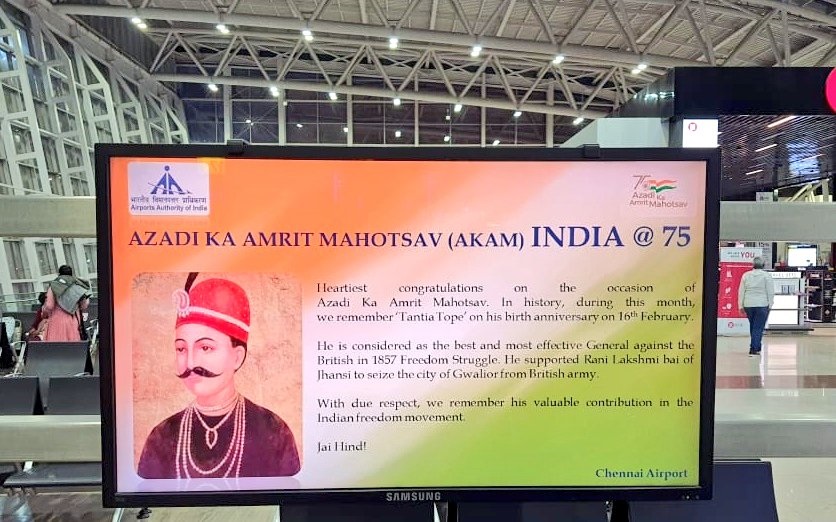 भारतीय विमानपत्तन प्राधिकरण
Airports Authority of India
75
Azadi Ka
Amrit Mahotsav
AZADI KA AMRIT MAHOTSAV (AKAM) INDIA @ 75
Heartiest congratulations on the occasion of
Azadi Ka Amrit Mahotsav. In history, during this month,
we remember 'Tantia Tope' on his birth anniversary on 16th February.
He is considered as the best and most effective General against the
British in 1857 Freedom Struggle. He supported Rani Lakshmi bai of
Jhansi to seize the city of Gwalior from British army.
With due respect, we remember his valuable contribution in the
Indian freedom movement.
Jai Hind!
Chennai Airport
SAMSUNG
YOU